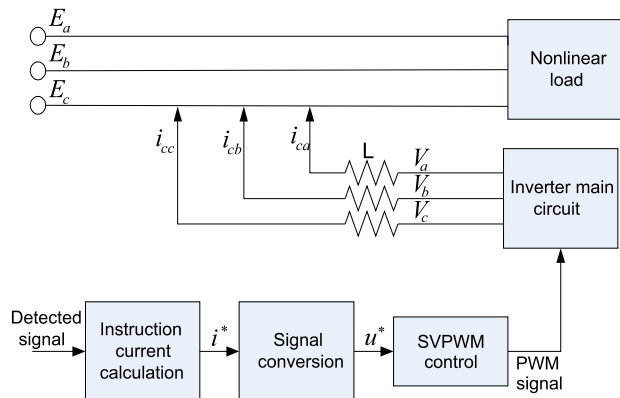 E_a
E_b
E_c
Nonlinear
load
i_cc
i_cb
i_ca
L
V_a
V_b
V_c
Inverter main
circuit
Detected
signal
Instruction
current
calculation
i*
Signal
conversion
u*
SVPWM
control
PWM
signal